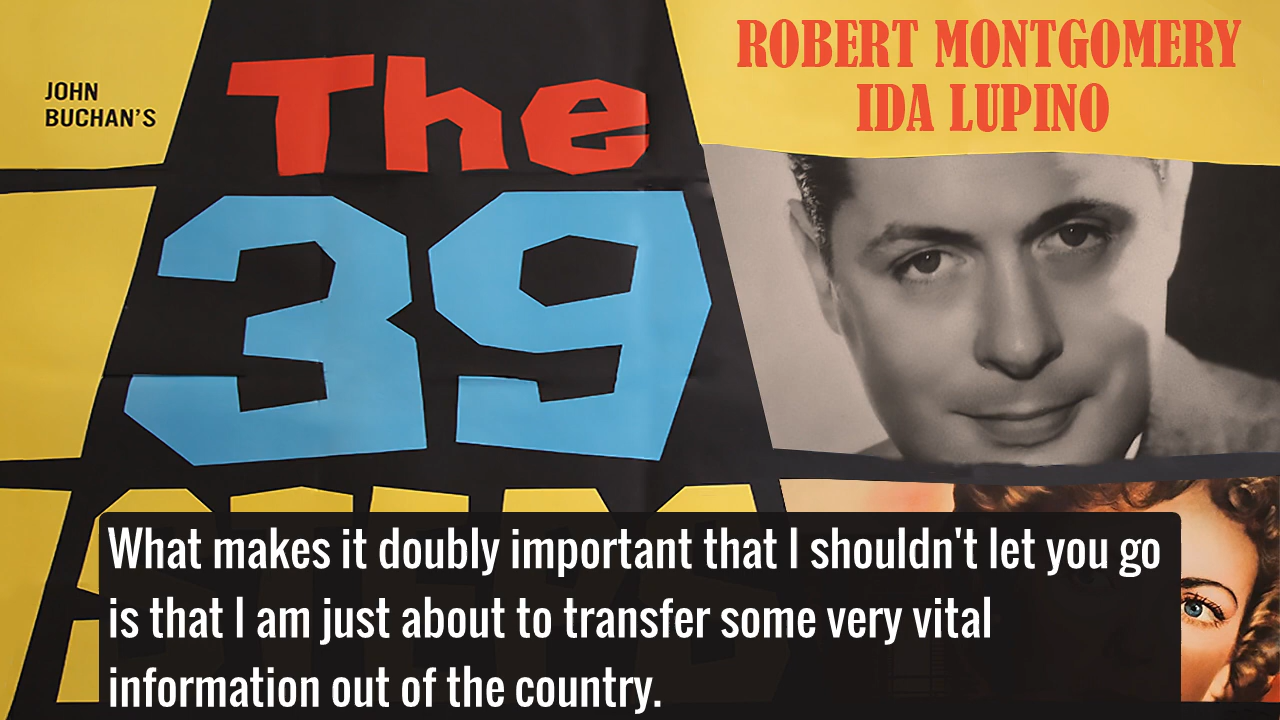 JOHN
BUCHAN'S
The
39
STEPS
ROBERT MONTGOMERY
IDA LUPINO
What makes it doubly important that I shouldn't let you go
is that I am just about to transfer some very vital
information out of the country.